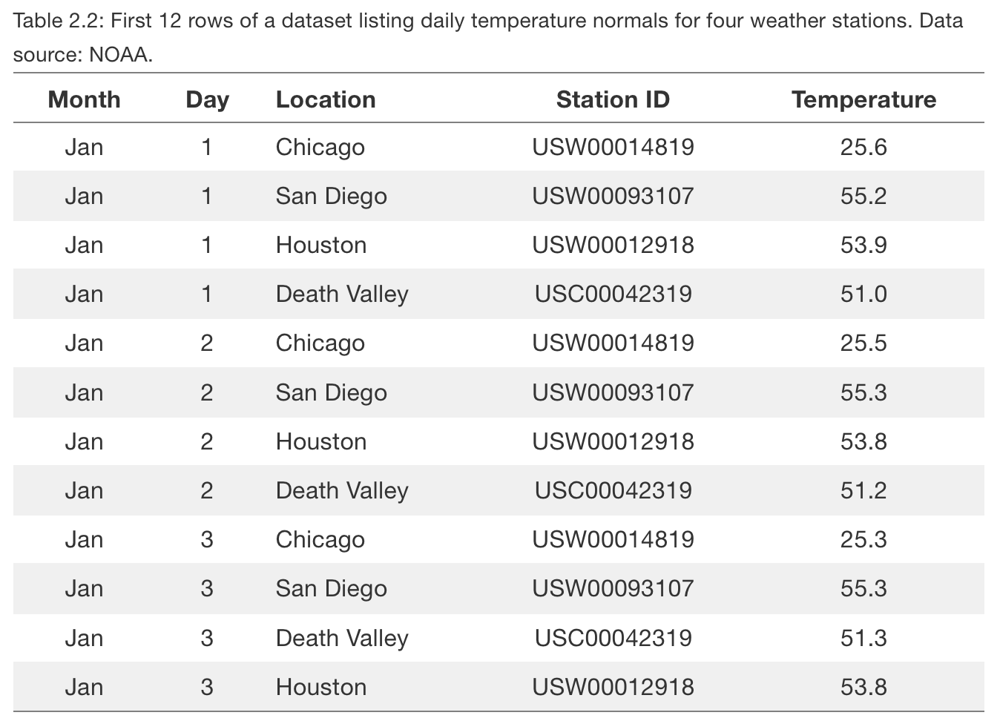 Table 2.2: First 12 rows of a dataset listing daily temperature normals for four weather stations. Data
source: NOAA.
Month Day Location Station ID Temperature
Jan 1 Chicago USW00014819 25.6
Jan 1 San Diego USW00093107 55.2
Jan 1 Houston USW00012918 53.9
Jan 1 Death Valley USC00042319 51.0
Jan 2 Chicago USW00014819 25.5
Jan 2 San Diego USW00093107 55.3
Jan 2 Houston USW00012918 53.8
Jan 2 Death Valley USC00042319 51.2
Jan 3 Chicago USW00014819 25.3
Jan 3 San Diego USW00093107 55.3
Jan 3 Death Valley USC00042319 51.3
Jan 3 Houston USW00012918 53.8